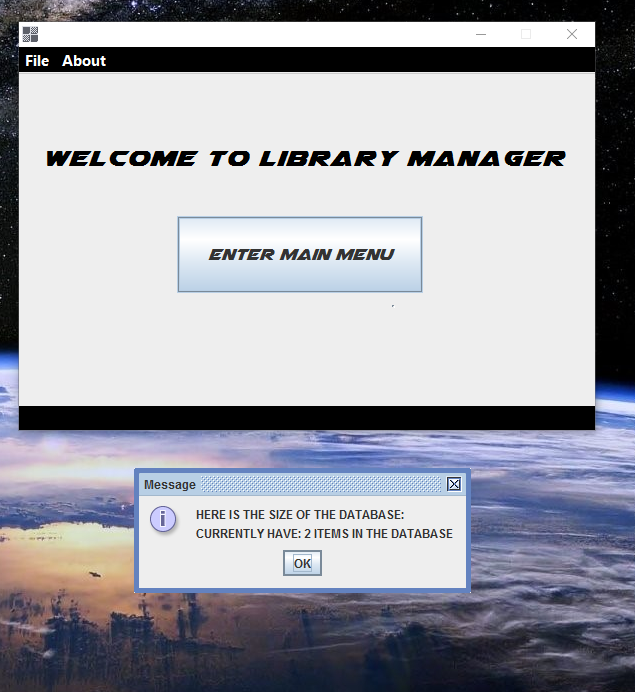 File About
WELCOME TO LIBRARY MANAGER
ENTER MAIN MENU
Message
HERE IS THE SIZE OF THE DATABASE:
CURRENTLY HAVE: 2 ITEMS IN THE DATABASE
OK